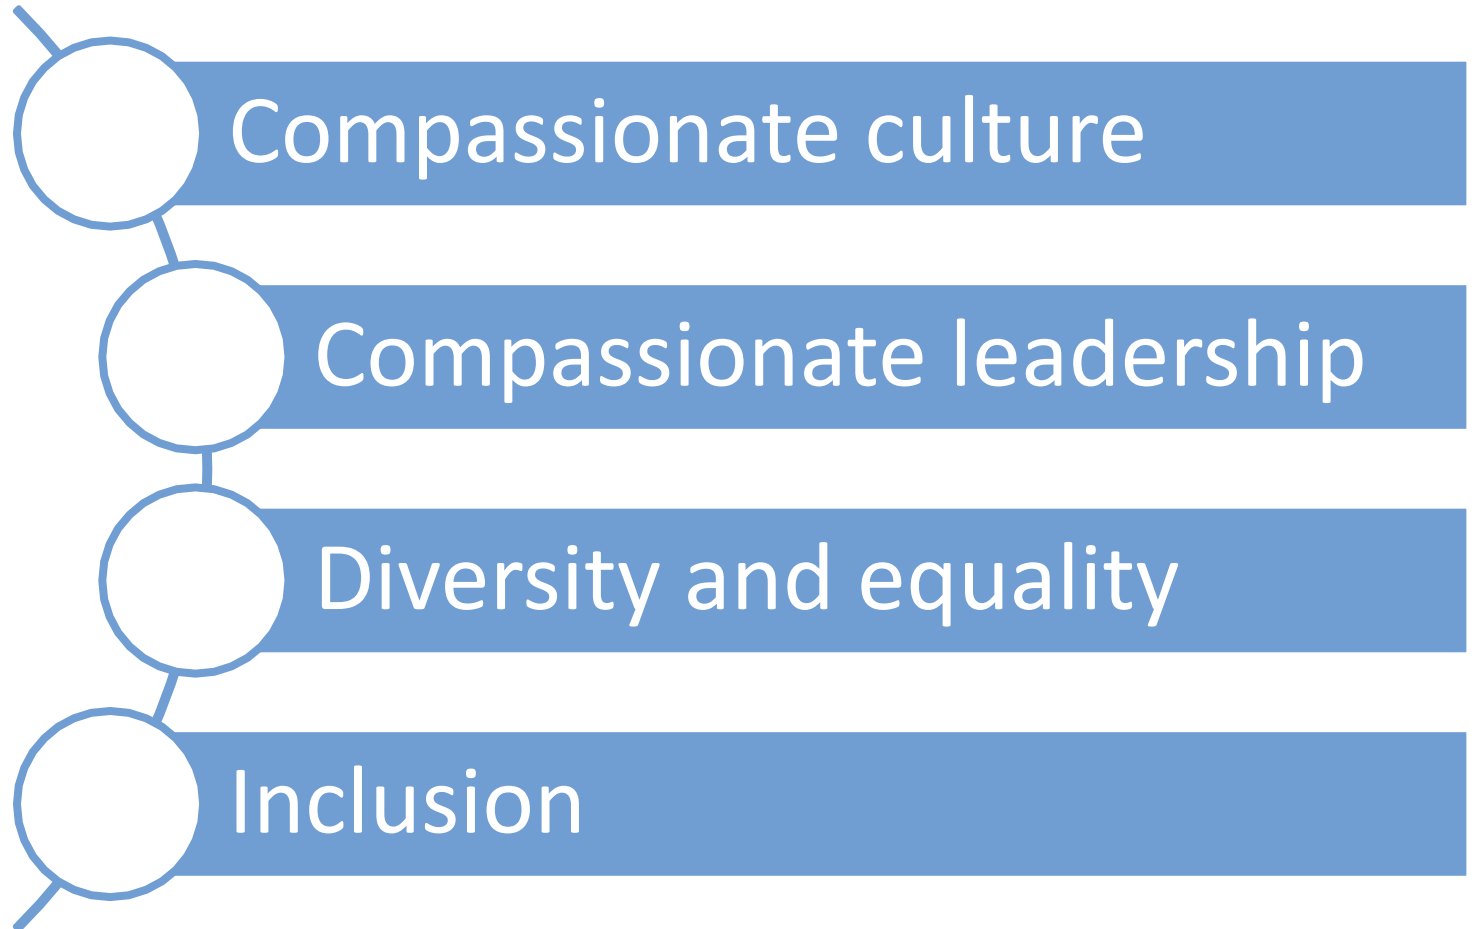 Compassionate culture
Compassionate leadership
Diversity and equality
Inclusion